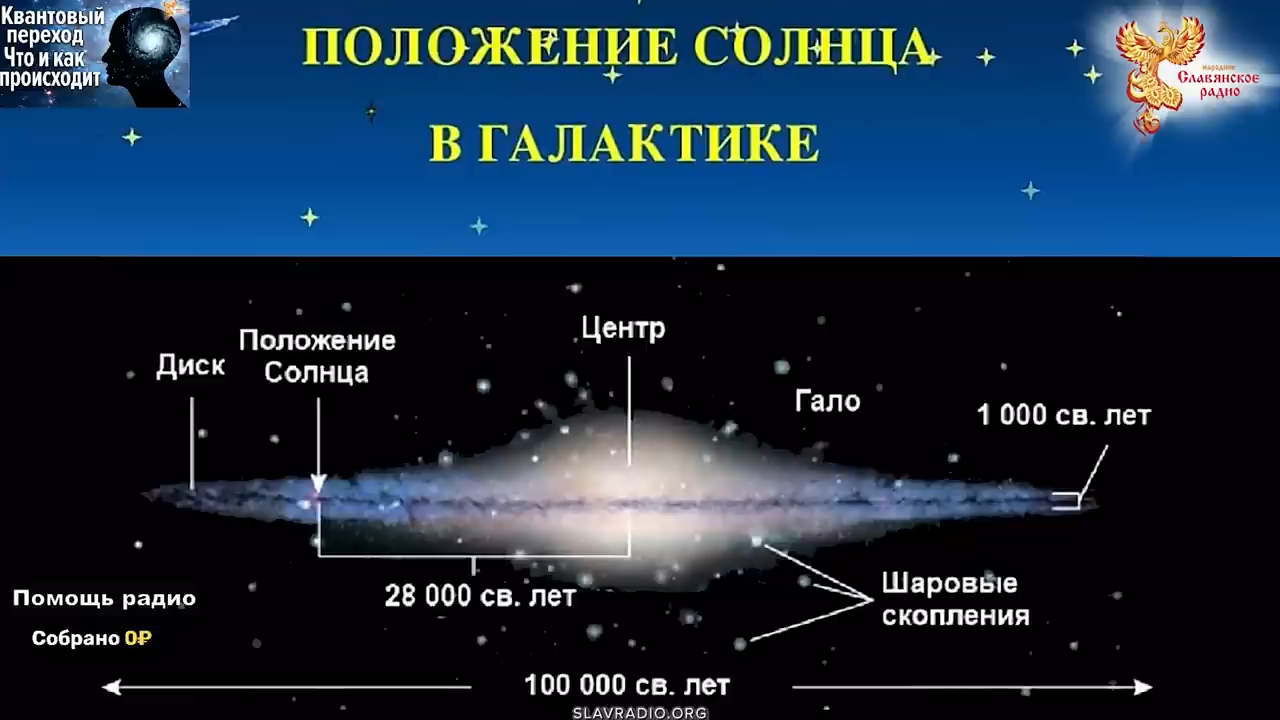 Квантовый
переход
Что и как
происходит
ПОЛОЖЕНИЕ СОЛНЦА
В ГАЛАКТИКЕ
народное
Славянское
радио
Диск
Положение
Солнца
Центр
Гало
1 000 св. лет
28 000 св. лет
Шаровые
скопления
Помощь радио
Собрано 0₽
100 000 св. лет
SLAVRADIO.ORG